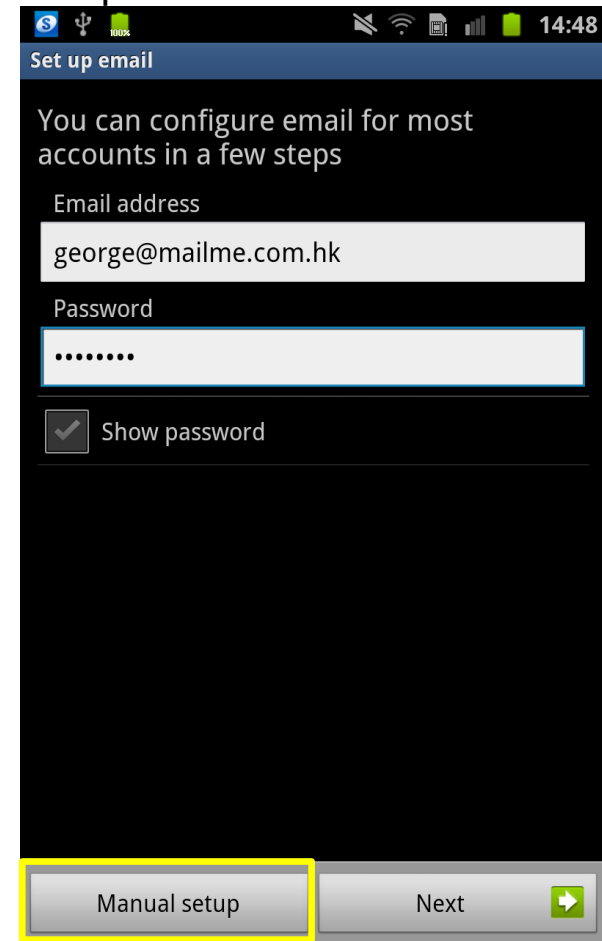 100% 14:48
Set up email
You can configure email for most
accounts in a few steps
Email address
george@mailme.com.hk
Password
••••••••
Show password
Manual setup Next